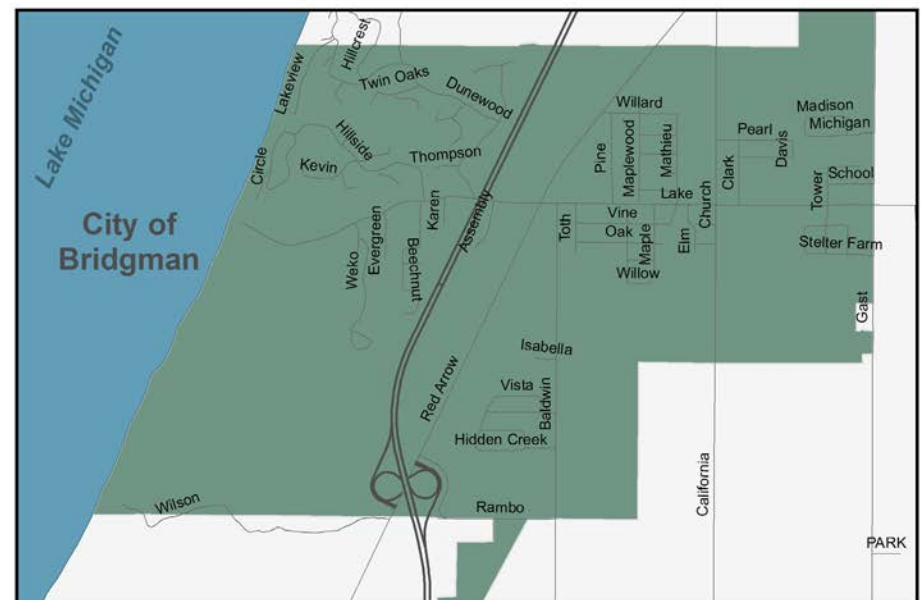 Lake Michigan
City of
Bridgman
Hillcrest
Lakeview
Twin Oaks
Dunewood
Hillside
Circle
Kevin
Thompson
Karen
Evergreen
Weko
Beechnut
Assembly
Willard
Pine
Maplewood
Mathieu
Pearl
Davis
Clark
Madison
Michigan
School
Tower
Lake
Church
Toth
Vine
Oak
Maple
Elm
Willow
Stelter Farm
Gast
Isabella
Red Arrow
Vista
Baldwin
Hidden Creek
California
Wilson
Rambo
PARK